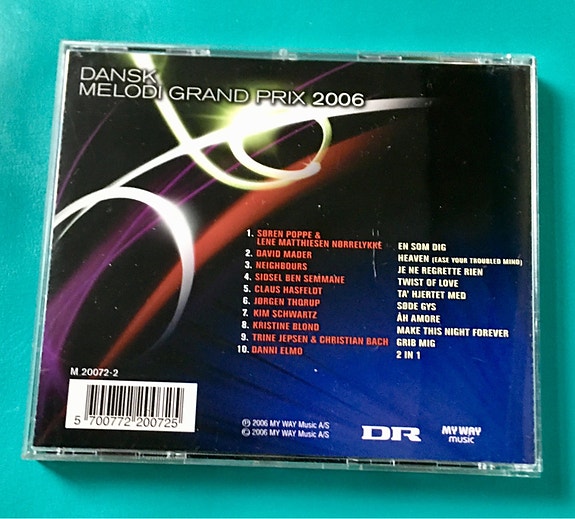 DANSK
MELODI GRAND PRIX 2006
1. SØREN POPPE &
LENE MATTHIESEN NØRRELYKKE EN SOM DIG
2. DAVID MADER HEAVEN (EASE YOUR TROUBLED MIND)
3. NEIGHBOURS JE NE REGRETTE RIEN
4. SIDSEL BEN SEMMANE TWIST OF LOVE
5. CLAUS HASFELDT TA' HJERTET MED
6. JØRGEN THORUP SØDE GYS
7. KIM SCHWARTZ ÅH AMORE
8. KRISTINE BLOND MAKE THIS NIGHT FOREVER
9. TRINE JEPSEN & CHRISTIAN BACH GRIB MIG
10. DANNI ELMO 2 IN 1
M 20072-2
5 700772 200725
℗ 2006 MY WAY Music A/S
© 2006 MY WAY Music A/S
DR
MY WAY
music